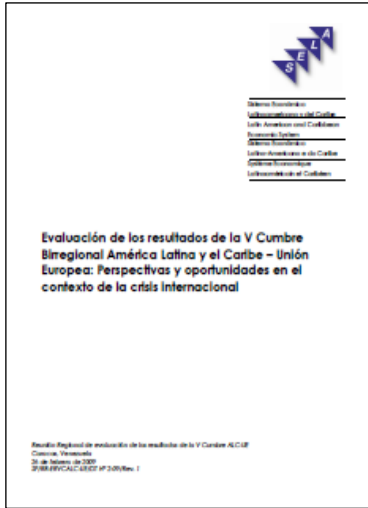 SELA
Sistema Económico
Latinoamericano y del Caribe
Latin American and Caribbean
Economic System
Sistema Econômico
Latino-Americano e do Caribe
Système Economique
Latinoaméricain et Caribéen
Evaluación de los resultados de la V Cumbre
Birregional América Latina y el Caribe – Unión
Europea: Perspectivas y oportunidades en el
contexto de la crisis internacional
Reunión Regional de evaluación de los resultados de la V Cumbre ALC-UE
Caracas, Venezuela
26 de febrero de 2009